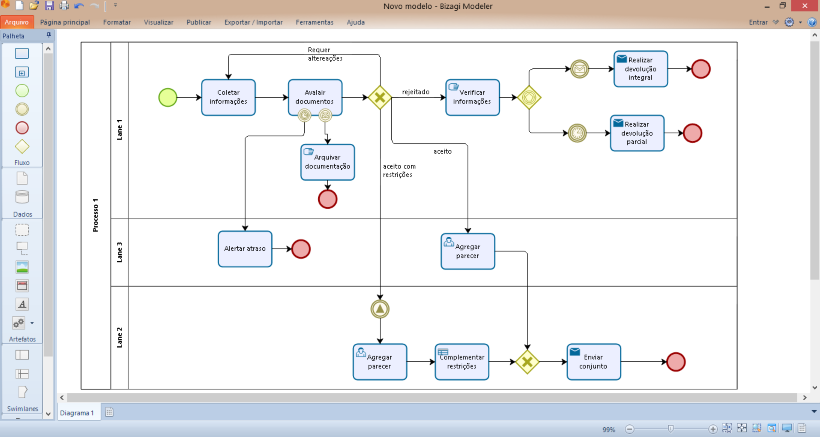 Novo modelo - Bizagi Modeler
Arquivo Página principal Formatar Visualizar Publicar Exportar / Importar Ferramentas Ajuda Entrar
Palheta
Fluxo
Dados
Artefatos
Swimlanes
Processo 1
Lane 1
Requer
altereações
Coletar
informações
Avalair
documentos
rejeitado
Verificar
informações
Realizar
devolução
integral
Realizar
devolução
parcial
Arquivar
documentação
aceito
aceito com
restrições
Lane 3
Alertar atraso
Agregar
parecer
Lane 2
Agregar
parecer
Complementar
restrições
Enviar
conjunto
Diagrama 1
99%